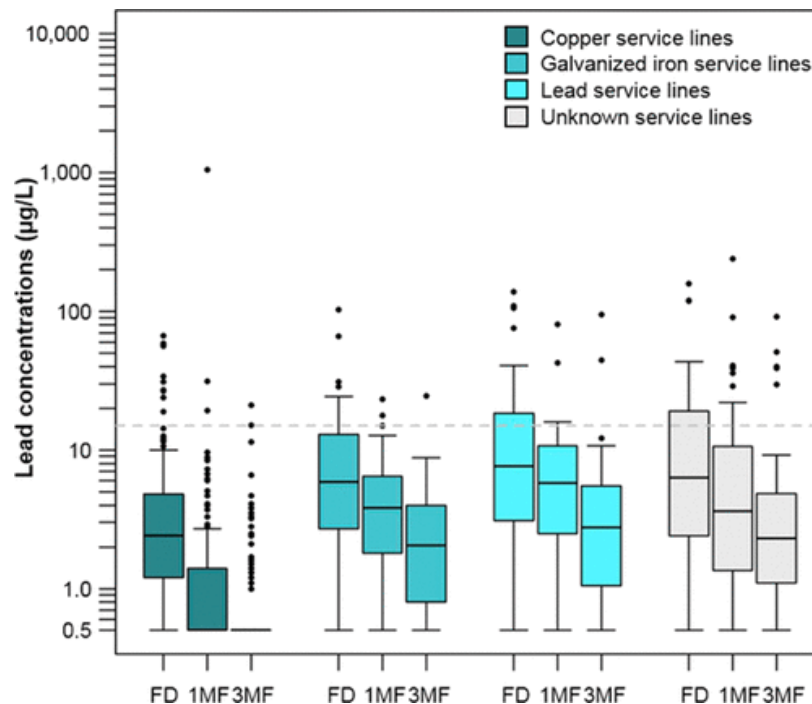 10,000
1,000
100
10
1.0
0.5
Lead concentrations (µg/L)
Copper service lines
Galvanized iron service lines
Lead service lines
Unknown service lines
FD 1MF 3MF FD 1MF 3MF FD 1MF 3MF FD 1MF 3MF